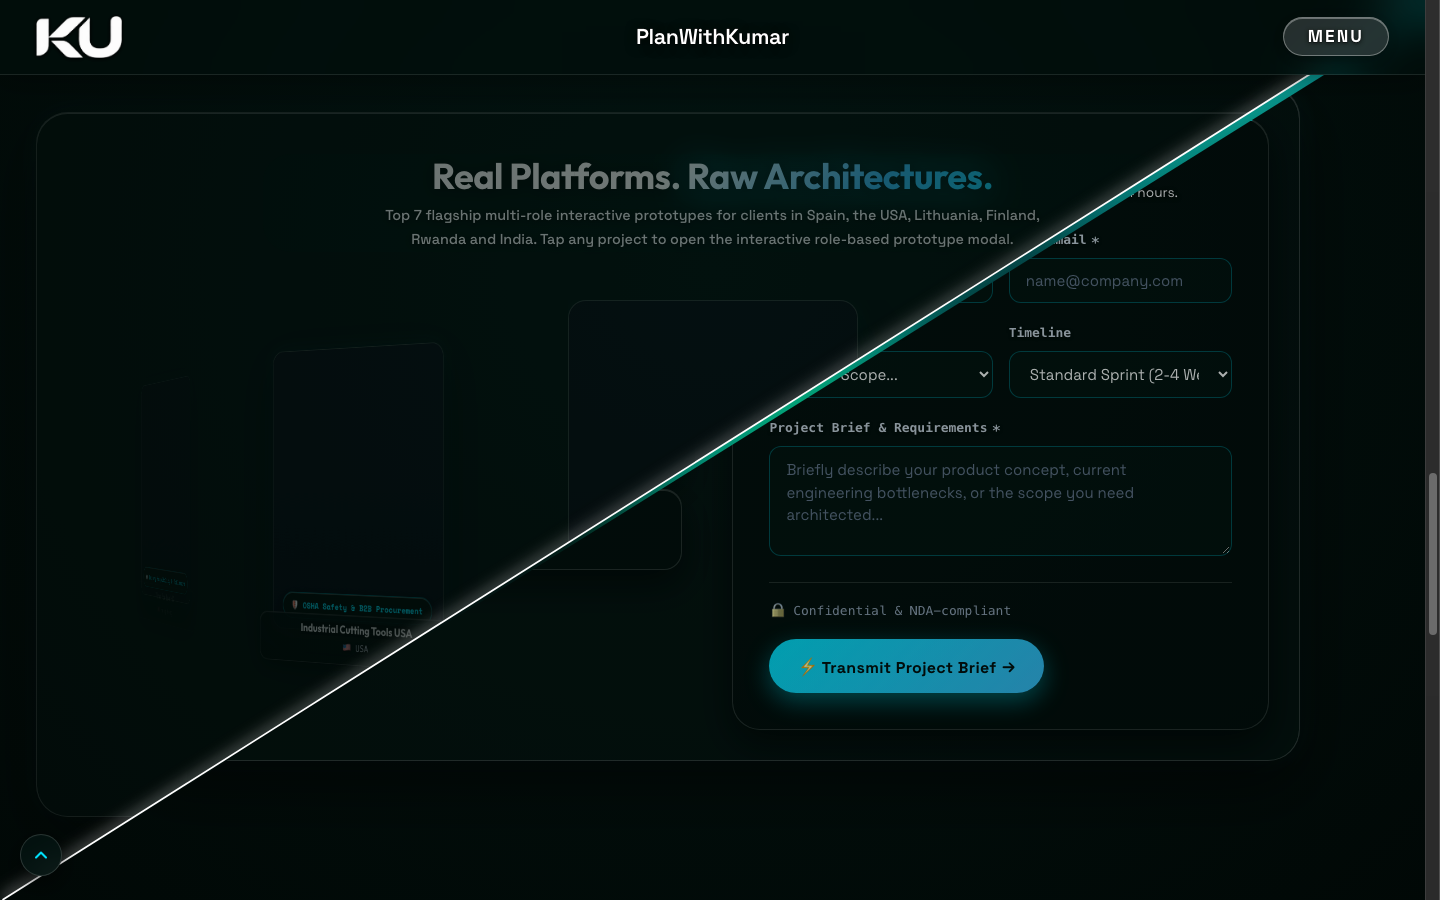 KU
PlanWithKumar
MENU
Real Platforms. Raw Architectures.
Top 7 flagship multi-role interactive prototypes for clients in Spain, the USA, Lithuania, Finland,
Rwanda and India. Tap any project to open the interactive role-based prototype modal.
hours.
mail *
name@company.com
Timeline
Scope...
Standard Sprint (2-4 We
Project Brief & Requirements *
Briefly describe your product concept, current
engineering bottlenecks, or the scope you need
architected...
OSHA Safety & B2B Procurement
Industrial Cutting Tools USA
USA
Confidential & NDA-compliant
Transmit Project Brief →